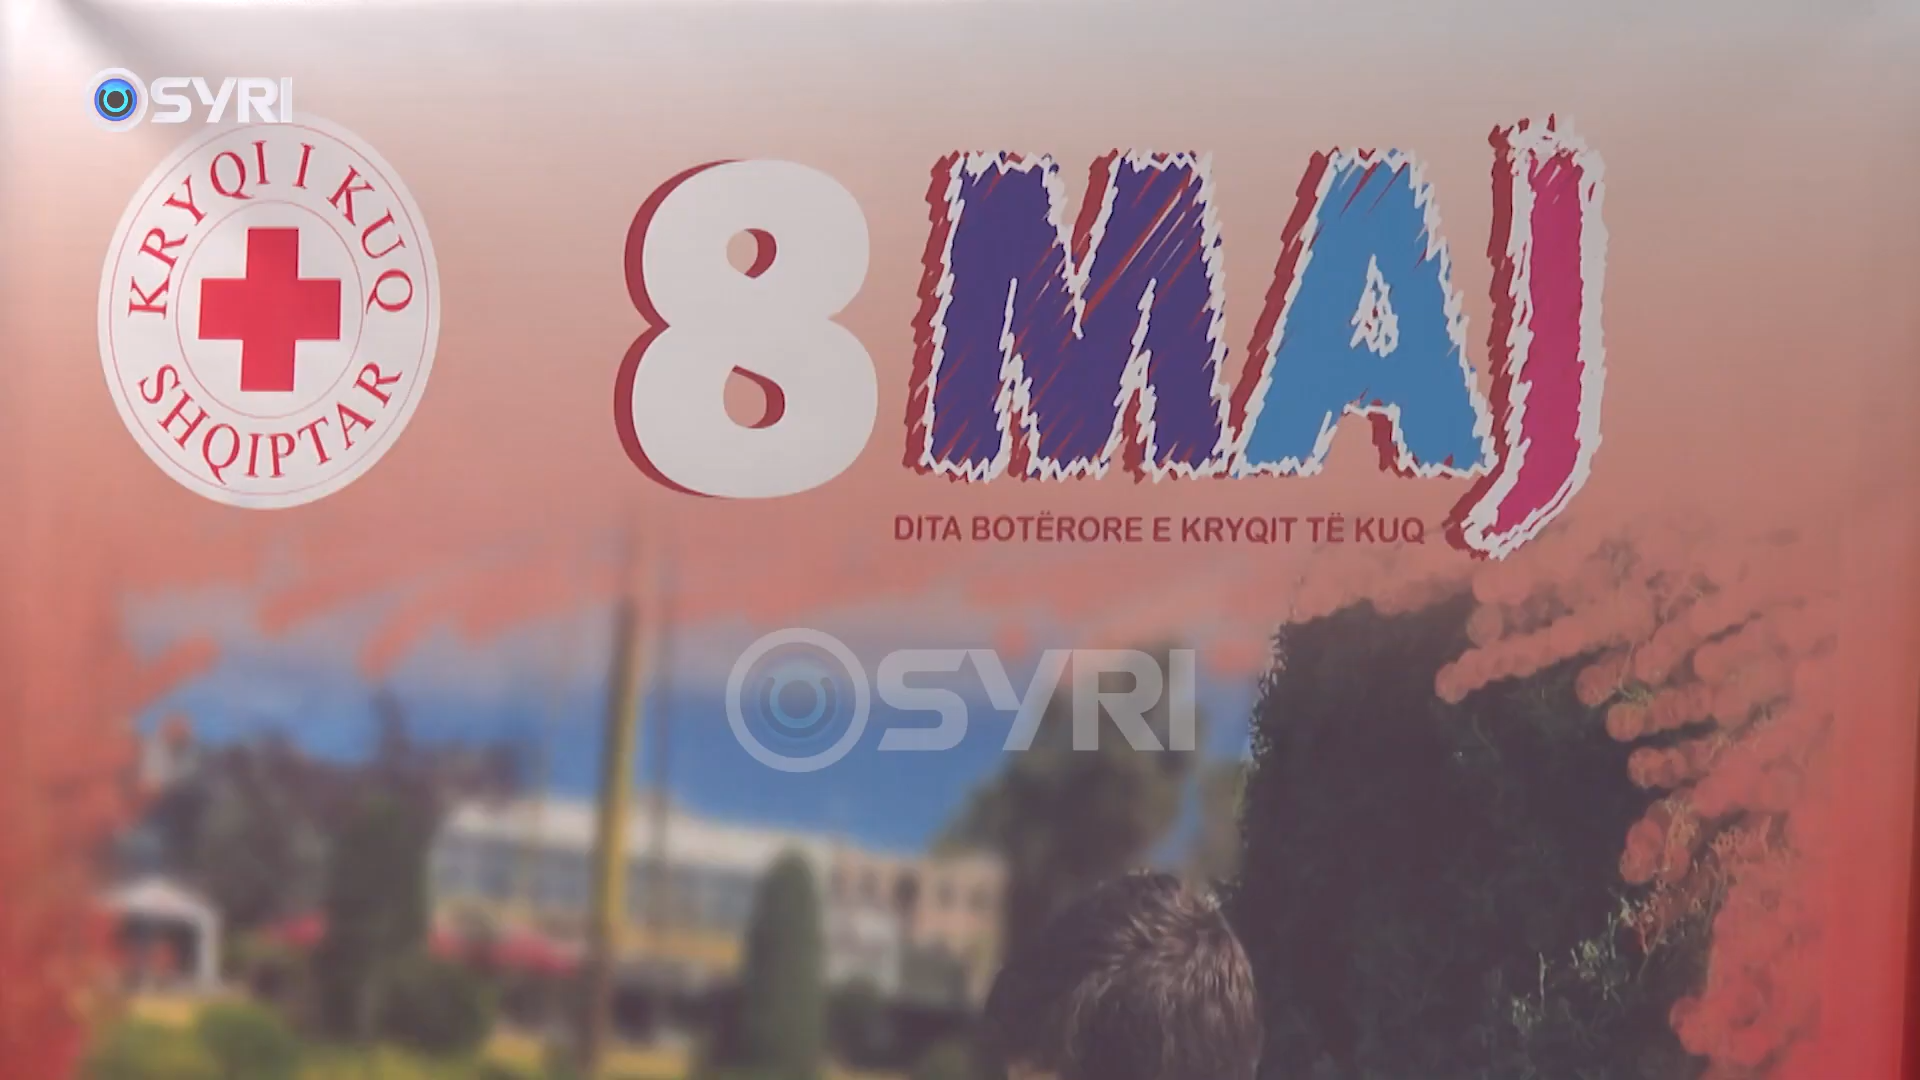 SYRI
KRYQI I KUQ
SHQIPTAR
8 MAJ
DITA BOTËRORE E KRYQIT TË KUQ
SYRI